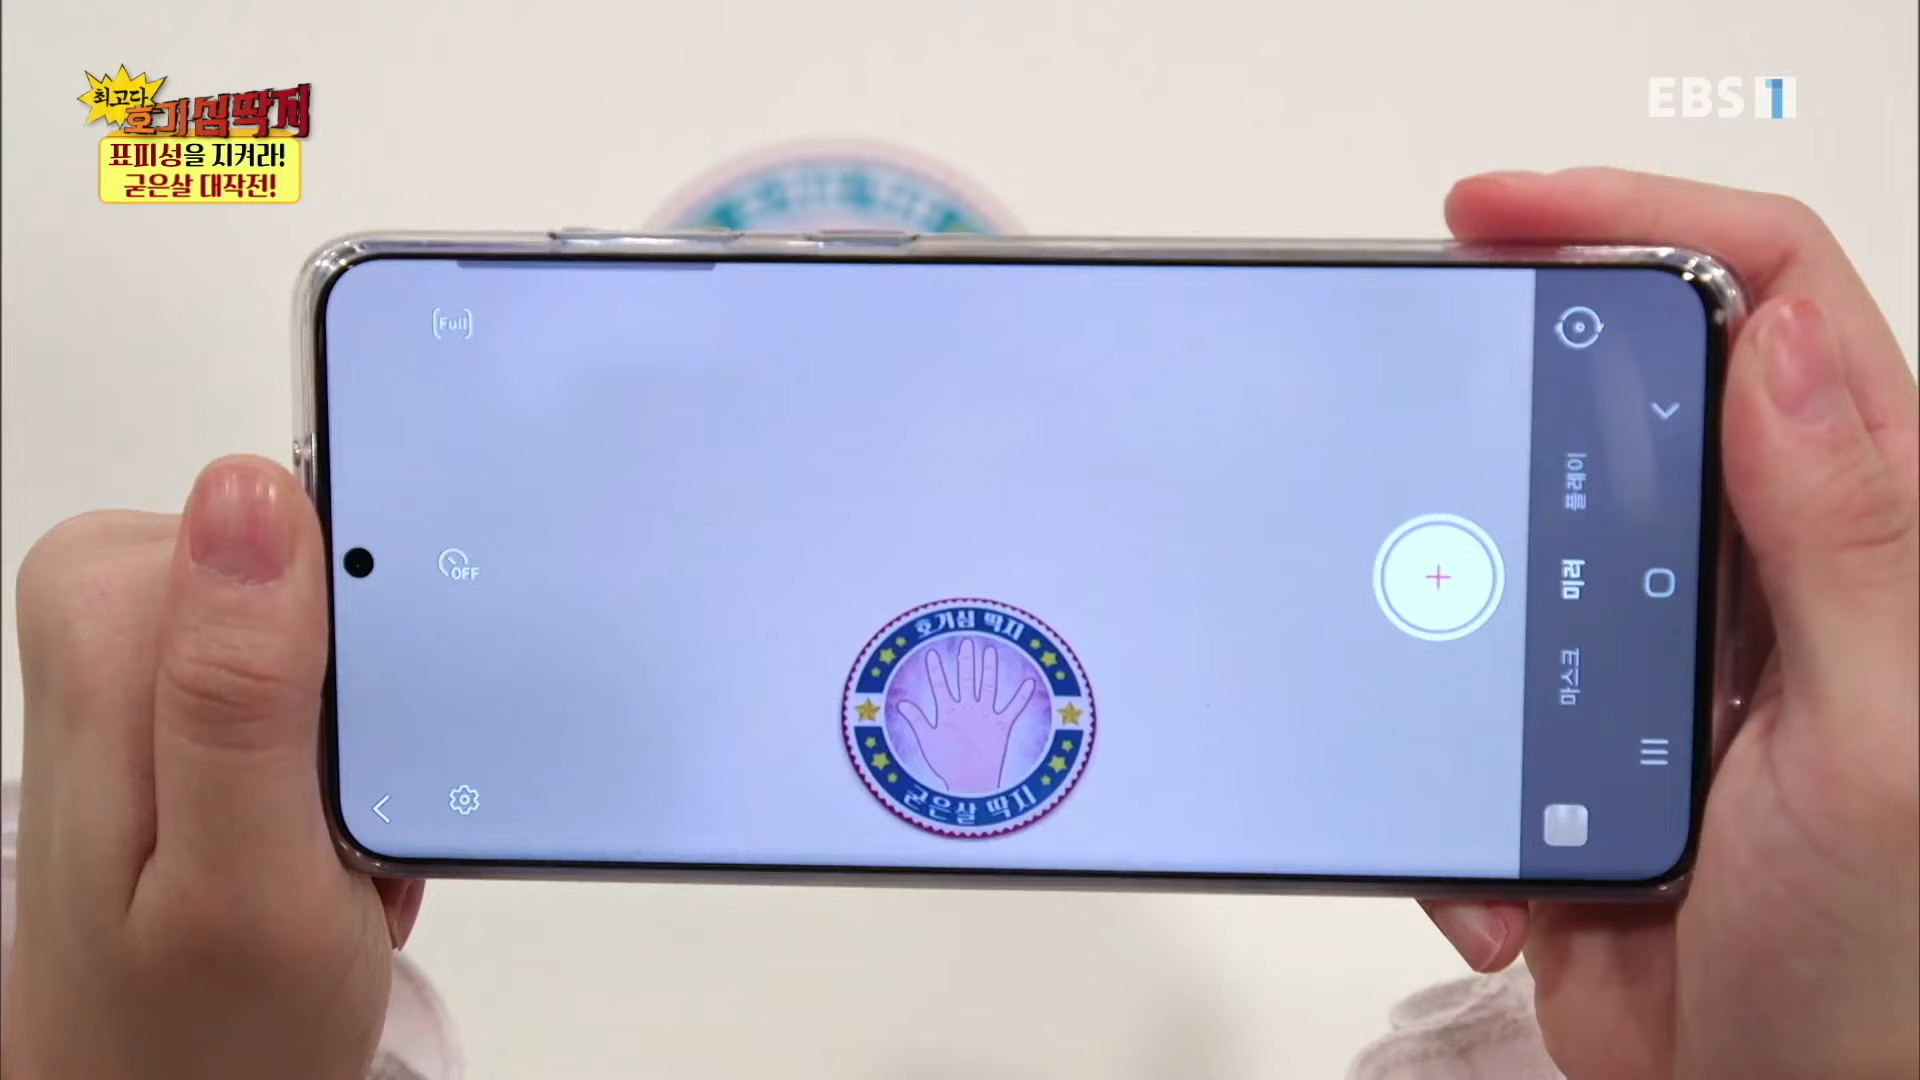 최고다
호기심 딱지
표피성을 지켜라!
굳은살 대작전!
EBS 1
Full
OFF
호기심 딱지
굳은살 딱지
플레이
미러
마스크